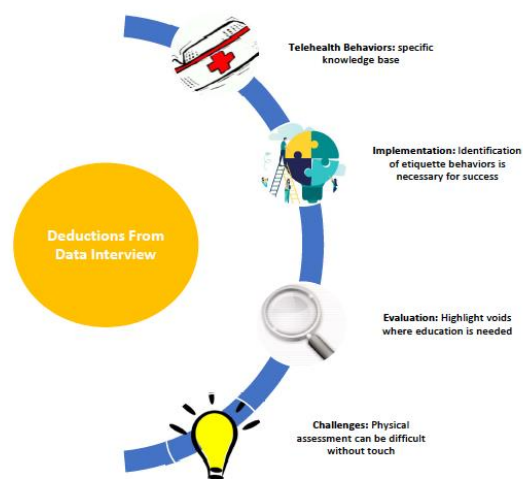 Telehealth Behaviors: specific
knowledge base
Implementation: Identification
of etiquette behaviors is
necessary for success
Deductions From
Data Interview
Evaluation: Highlight voids
where education is needed
Challenges: Physical
assessment can be difficult
without touch